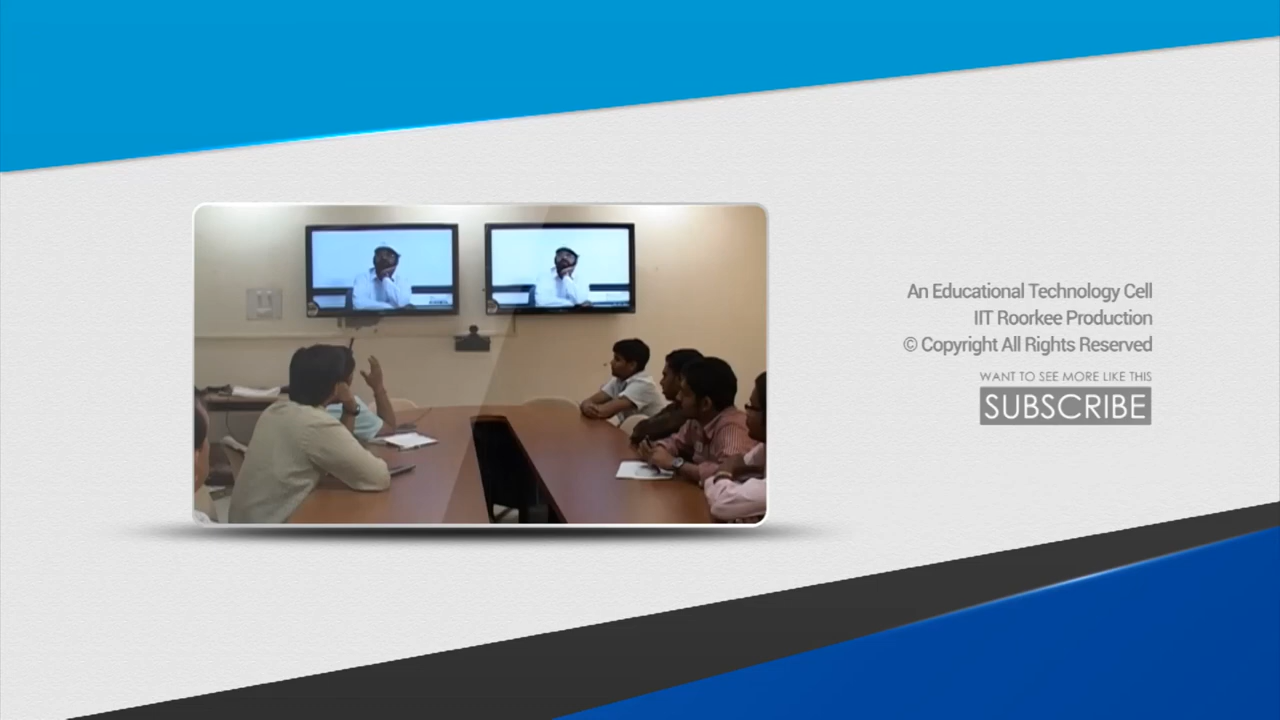 An Educational Technology Cell
IIT Roorkee Production
© Copyright All Rights Reserved
WANT TO SEE MORE LIKE THIS
SUBSCRIBE